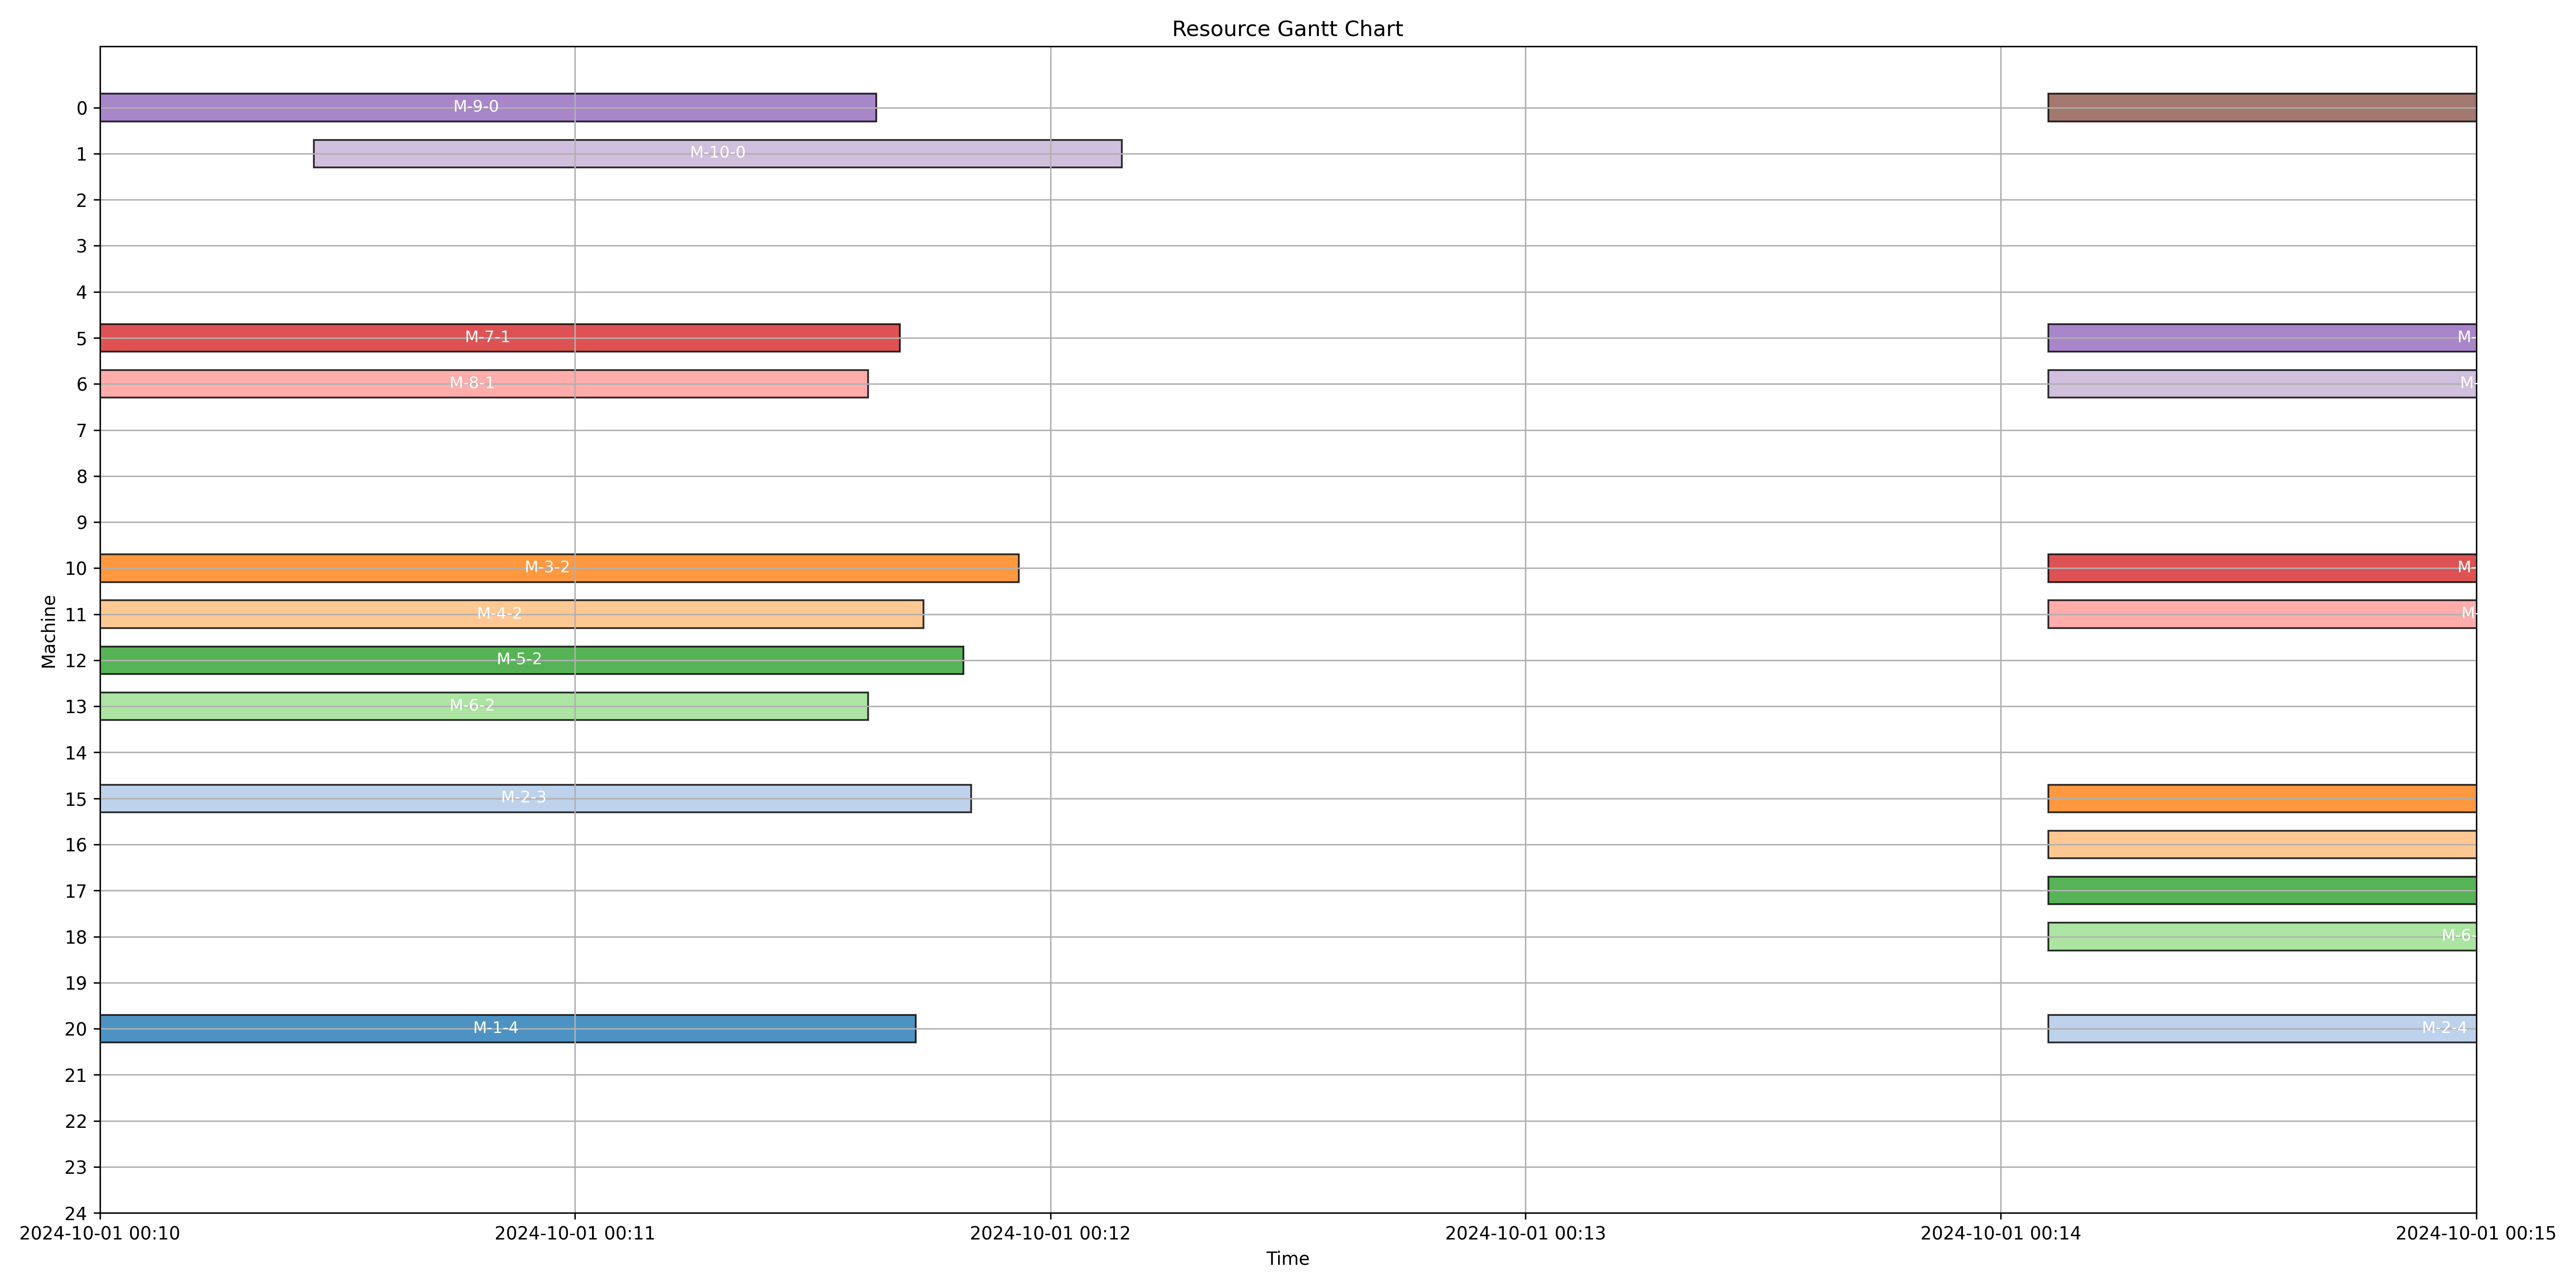 Resource Gantt Chart
0 M-9-0
1 M-10-0
2
3
4
5 M-7-1 M-
6 M-8-1 M-
7
8
9
10 M-3-2 M-
11 M-4-2 M-
12 M-5-2
13 M-6-2
14
15 M-2-3
16
17
18 M-6-
19
20 M-1-4 M-2-4
21
22
23
24
Machine
2024-10-01 00:10 2024-10-01 00:11 2024-10-01 00:12 2024-10-01 00:13 2024-10-01 00:14 2024-10-01 00:15
Time